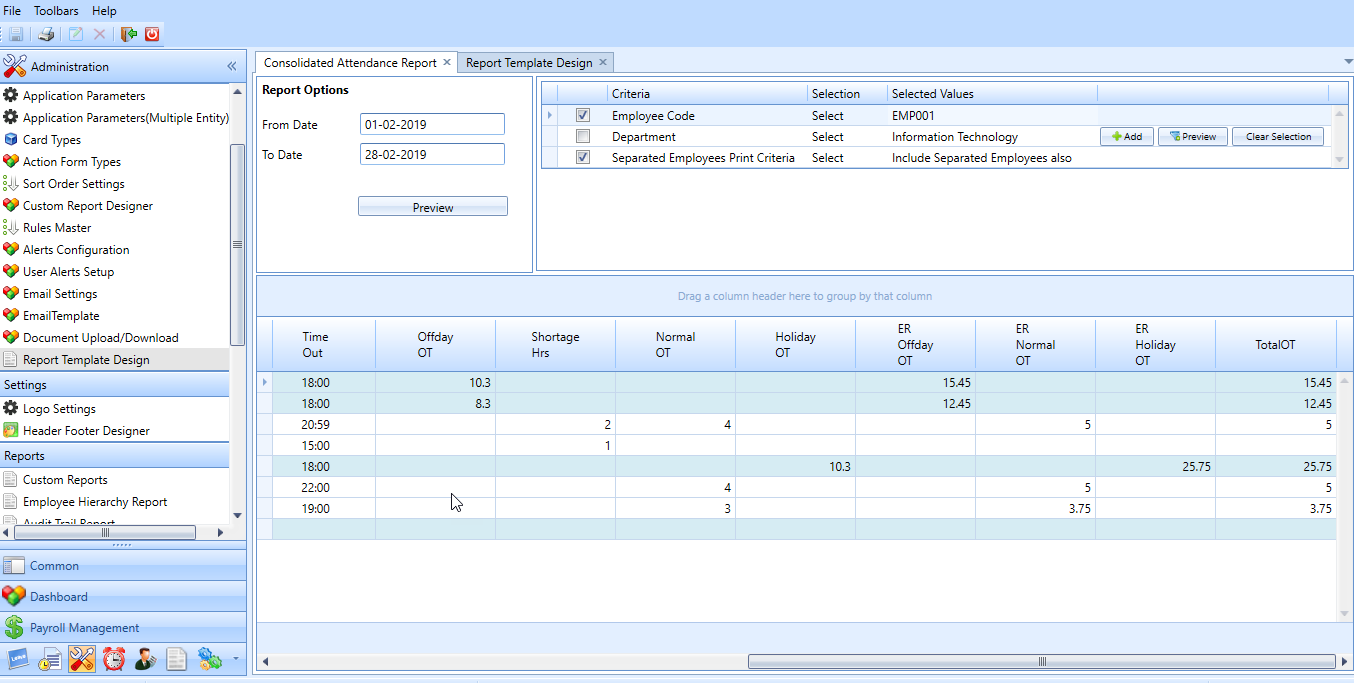 File Toolbars Help
Administration
Application Parameters
Application Parameters(Multiple Entity)
Card Types
Action Form Types
Sort Order Settings
Custom Report Designer
Rules Master
Alerts Configuration
User Alerts Setup
Email Settings
EmailTemplate
Document Upload/Download
Report Template Design
Settings
Logo Settings
Header Footer Designer
Reports
Custom Reports
Employee Hierarchy Report
Audit Trail Report
Common
Dashboard
Payroll Management
Consolidated Attendance Report Report Template Design
Report Options
From Date 01-02-2019
To Date 28-02-2019
Preview
Criteria Selection Selected Values
Employee Code Select EMP001
Department Select Information Technology Add Preview Clear Selection
Separated Employees Print Criteria Select Include Separated Employees also
Drag a column header here to group by that column
Time Out Offday OT Shortage Hrs Normal OT Holiday OT ER Offday OT ER Normal OT ER Holiday OT TotalOT
18:00 10.3 15.45 15.45
18:00 8.3 12.45 12.45
20:59 2 4 5 5
15:00 1
18:00 10.3 25.75 25.75
22:00 4 5 5
19:00 3 3.75 3.75